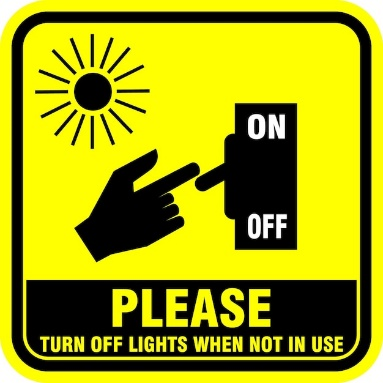 ON
OFF
PLEASE
TURN OFF LIGHTS WHEN NOT IN USE